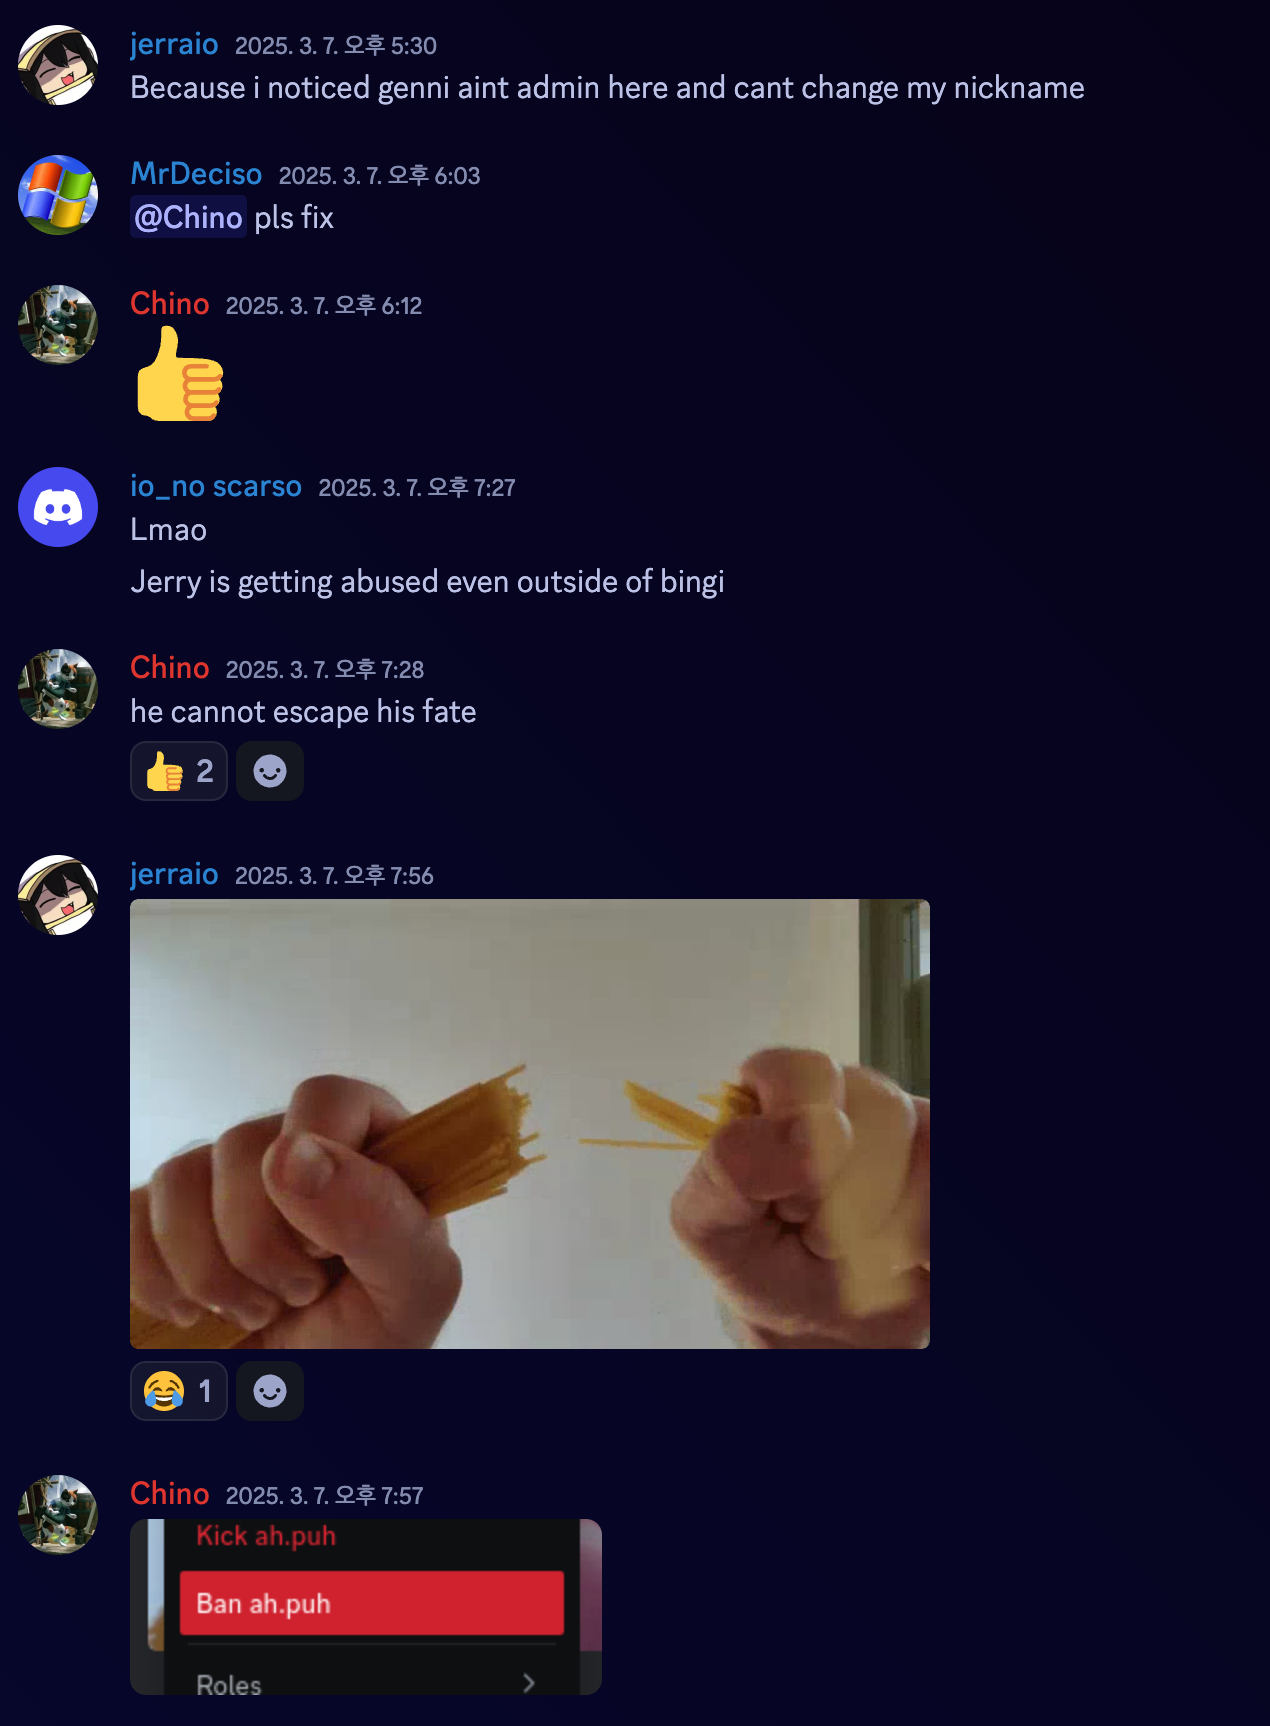 jerraio 2025. 3. 7. 오후 5:30
Because i noticed genni aint admin here and cant change my nickname
MrDeciso 2025. 3. 7. 오후 6:03
@Chino pls fix
Chino 2025. 3. 7. 오후 6:12
io_no scarso 2025. 3. 7. 오후 7:27
Lmao
Jerry is getting abused even outside of bingi
Chino 2025. 3. 7. 오후 7:28
he cannot escape his fate
2
jerraio 2025. 3. 7. 오후 7:56
1
Chino 2025. 3. 7. 오후 7:57
Kick ah.puh
Ban ah.puh
Roles